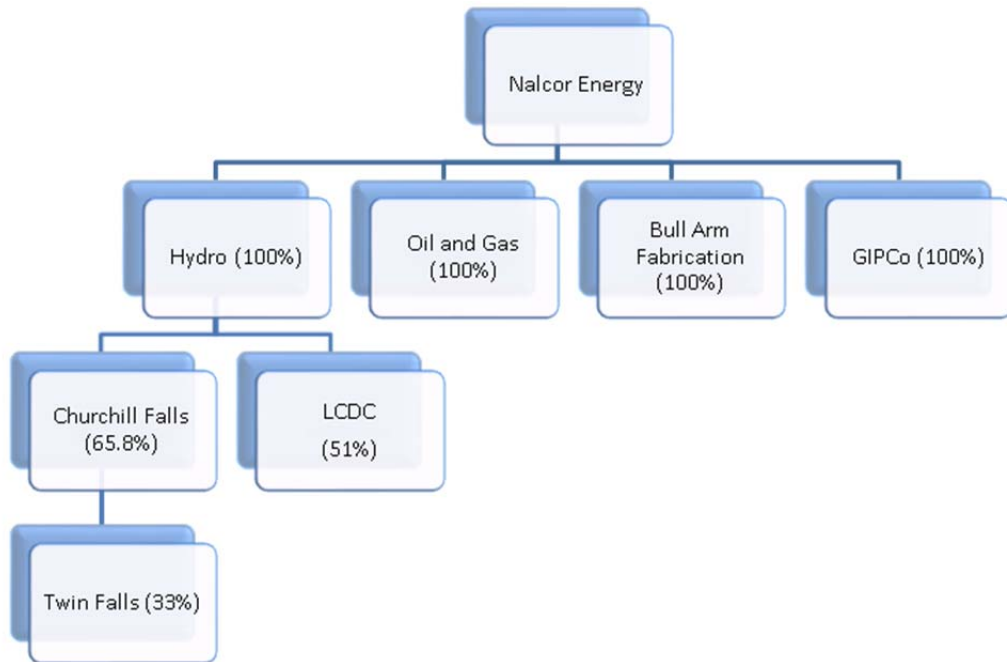 Nalcor Energy
Hydro (100%)
Oil and Gas
(100%)
Bull Arm
Fabrication
(100%)
GIPCo (100%)
Churchill Falls
(65.8%)
LCDC
(51%)
Twin Falls (33%)